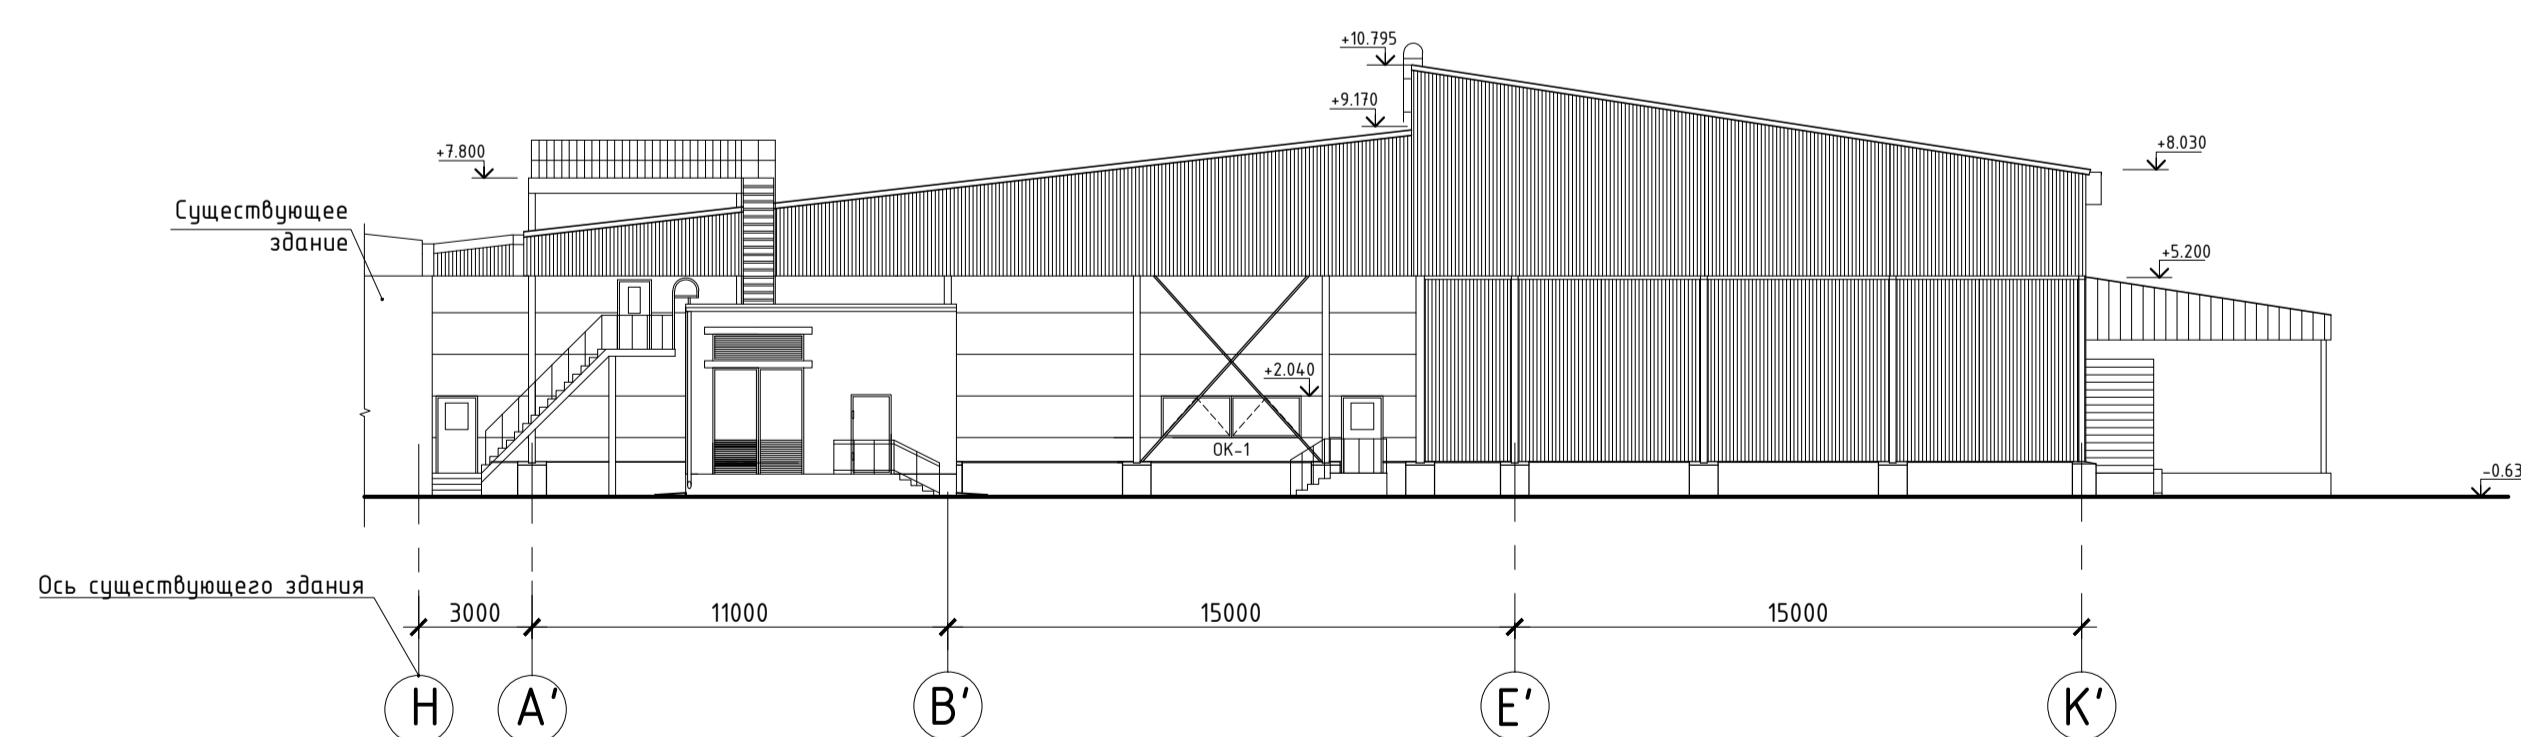 +10.795
+9.170
+7.800
+8.030
Существующее
здание
+5.200
+2.040
ОК-1
-0.63
Ось существующего здания
3000
11000
15000
15000
Н
А'
В'
Е'
К'